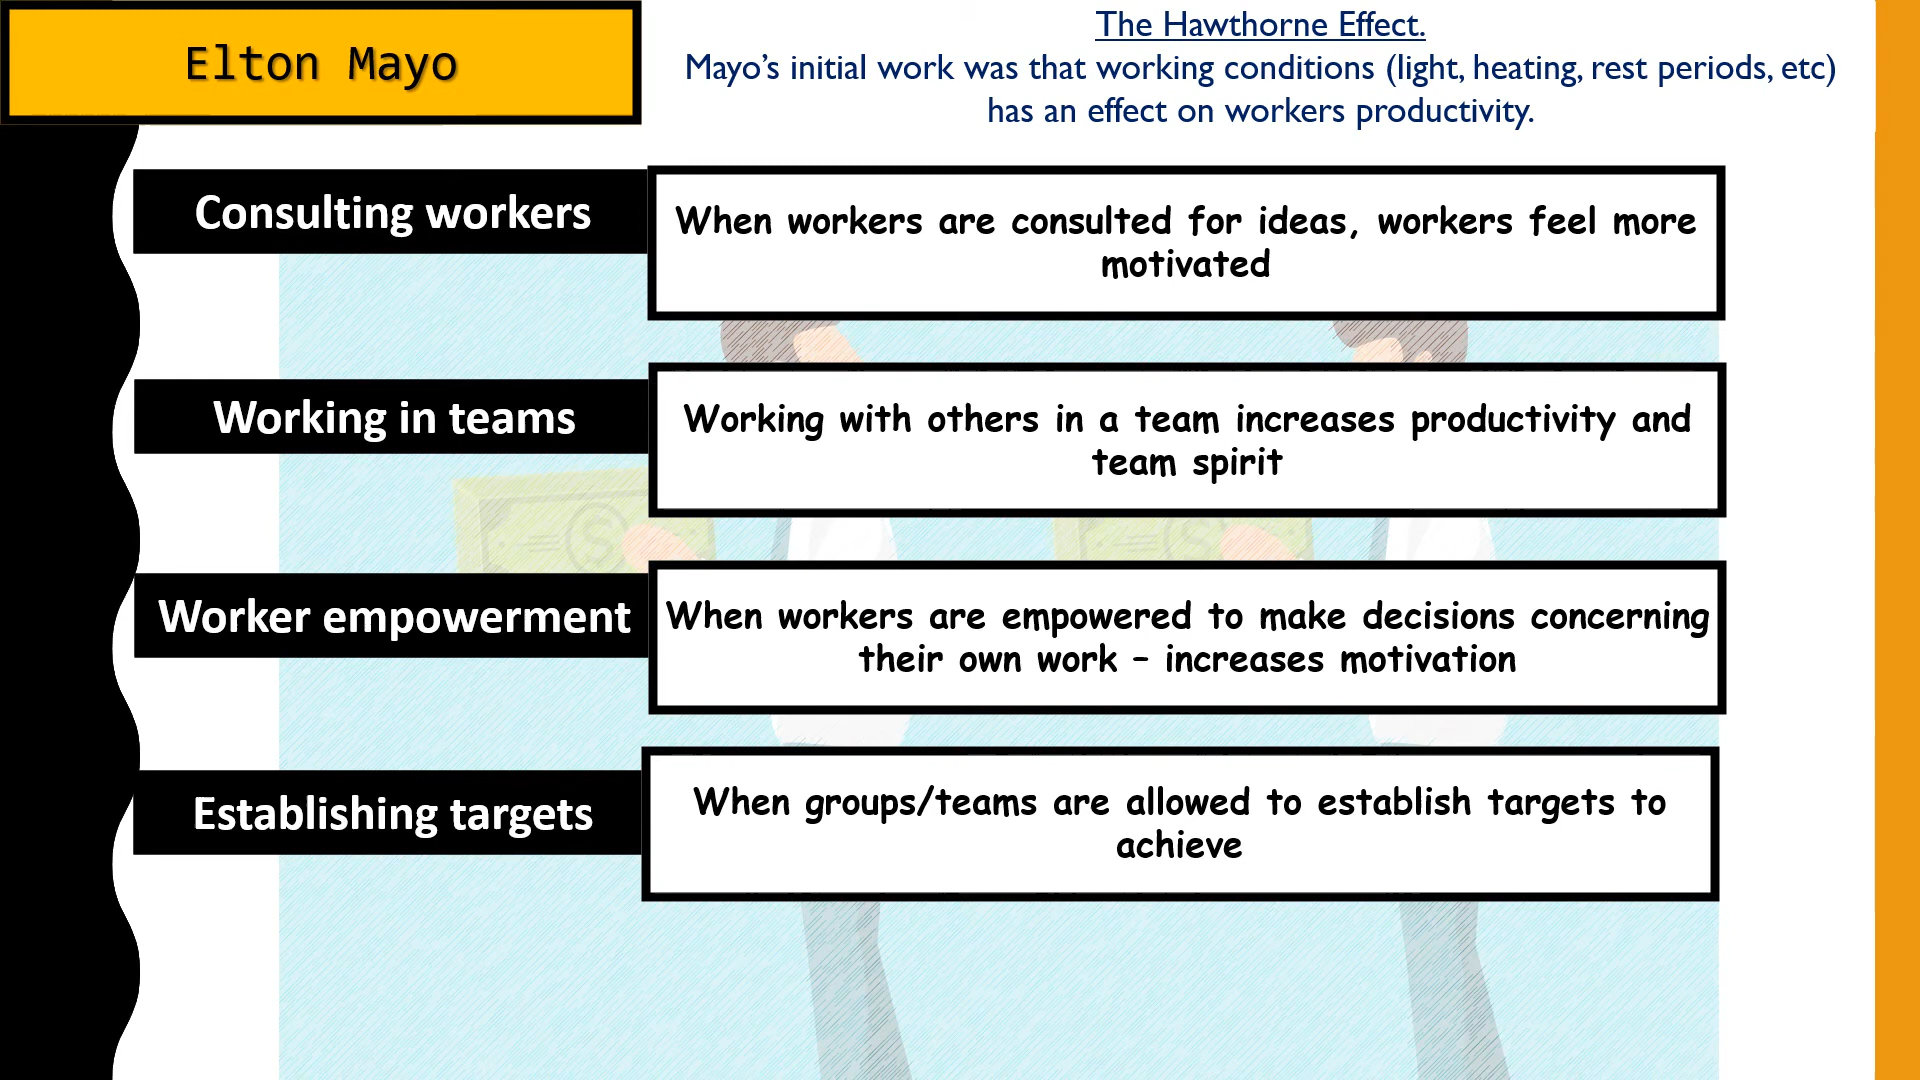 Elton Mayo
The Hawthorne Effect.
Mayo’s initial work was that working conditions (light, heating, rest periods, etc)
has an effect on workers productivity.
Consulting workers
When workers are consulted for ideas, workers feel more
motivated
Working in teams
Working with others in a team increases productivity and
team spirit
Worker empowerment
When workers are empowered to make decisions concerning
their own work – increases motivation
Establishing targets
When groups/teams are allowed to establish targets to
achieve